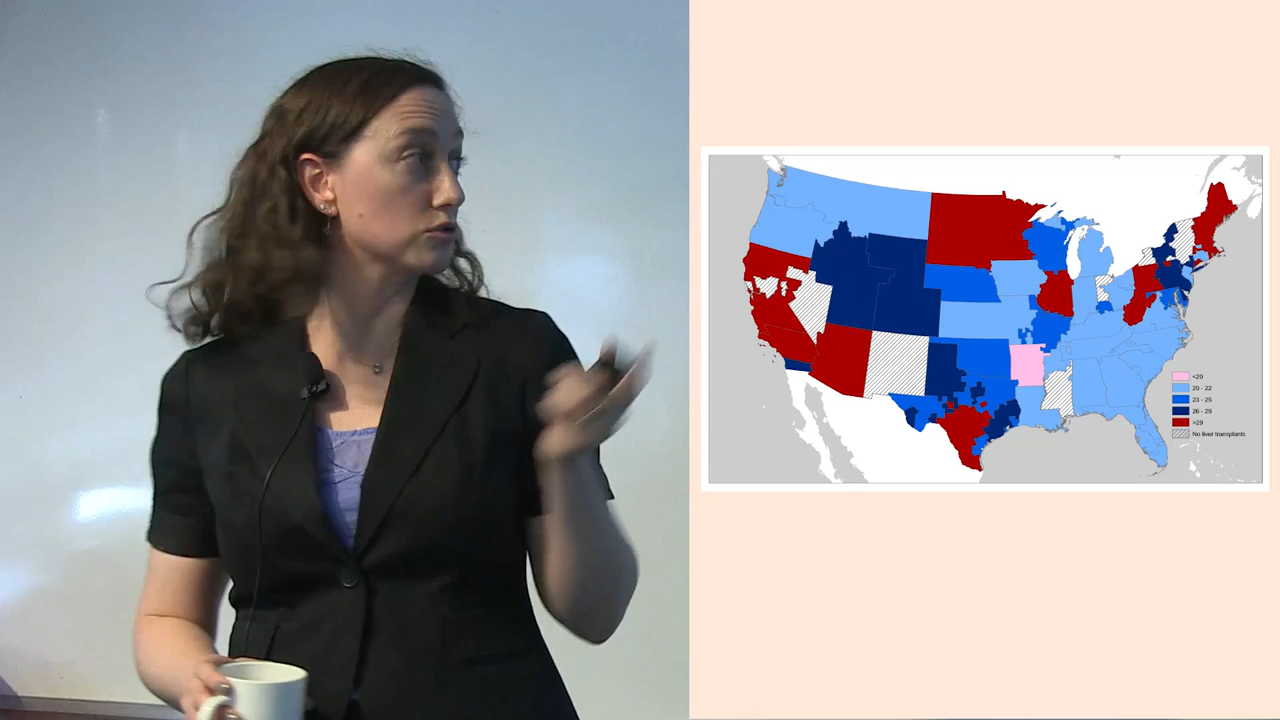 <20
20 - 22
23 - 25
26 - 29
>29
No liver transplants